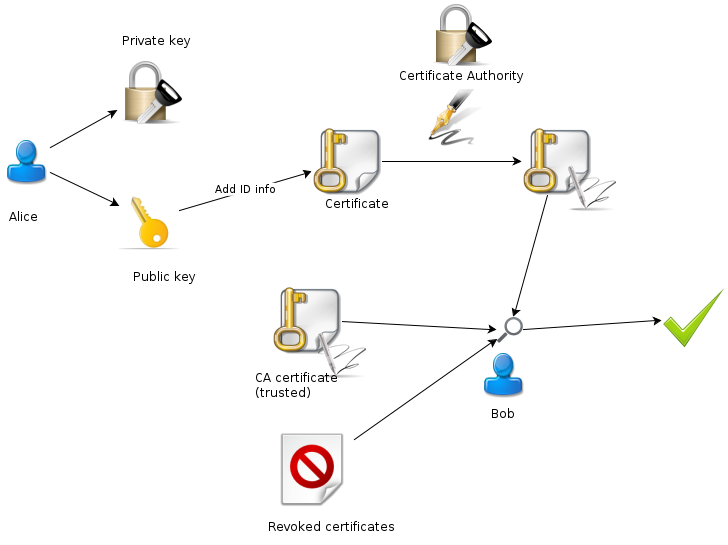 Private key
Certificate Authority
Add ID info
Certificate
Alice
Public key
CA certificate
(trusted)
Bob
Revoked certificates